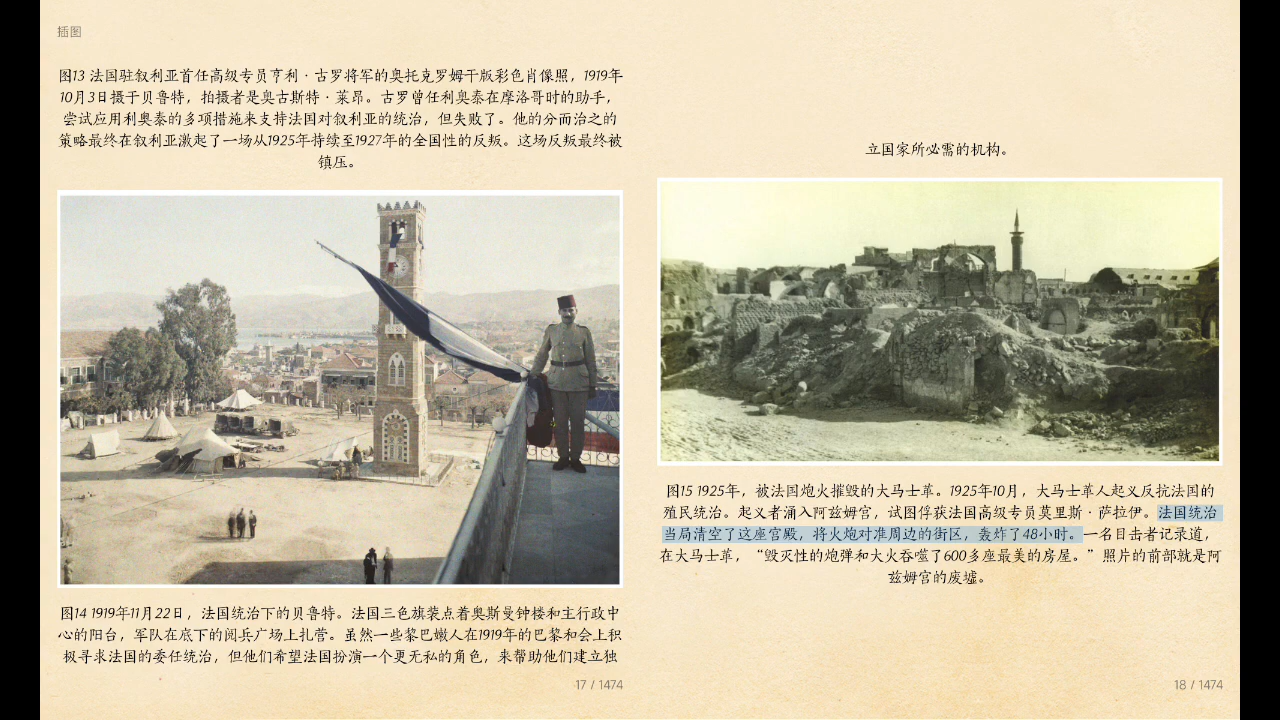 插图
图13 法国驻叙利亚首任高级专员亨利·古罗将军的奥托克罗姆干版彩色肖像照，1919年
10月3日摄于贝鲁特，拍摄者是奥古斯特·莱昂。古罗曾任利奥泰在摩洛哥时的助手，
尝试应用利奥泰的多项措施来支持法国对叙利亚的统治，但失败了。他的分而治之的
策略最终在叙利亚激起了一场从1925年持续至1927年的全国性的反叛。这场反叛最终被
镇压。
图14 1919年11月22日，法国统治下的贝鲁特。法国三色旗装点着奥斯曼钟楼和主行政中
心的阳台，军队在底下的阅兵广场上扎营。虽然一些黎巴嫩人在1919年的巴黎和会上积
极寻求法国的委任统治，但他们希望法国扮演一个更无私的角色，来帮助他们建立独
17 / 1474
立国家所必需的机构。
图15 1925年，被法国炮火摧毁的大马士革。1925年10月，大马士革人起义反抗法国的
殖民统治。起义者涌入阿兹姆宫，试图俘获法国高级专员莫里斯·萨拉伊。法国统治
当局清空了这座宫殿，将火炮对准周边的街区，轰炸了48小时。一名目击者记录道，
在大马士革，“毁灭性的炮弹和大火吞噬了600多座最美的房屋。”照片的前部就是阿
兹姆宫的废墟。
18 / 1474